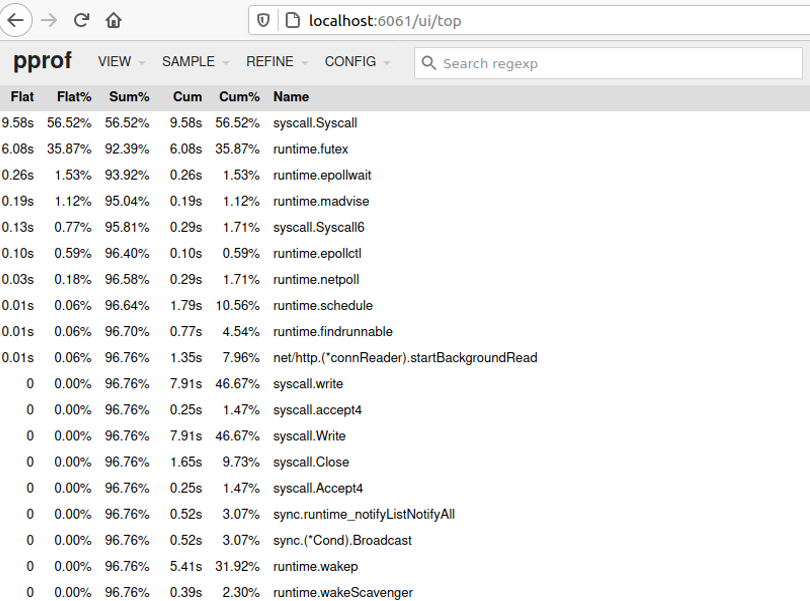 localhost:6061/ui/top
pprof VIEW SAMPLE REFINE CONFIG Search regexp
Flat Flat% Sum% Cum Cum% Name
9.58s 56.52% 56.52% 9.58s 56.52% syscall.Syscall
6.08s 35.87% 92.39% 6.08s 35.87% runtime.futex
0.26s 1.53% 93.92% 0.26s 1.53% runtime.epollwait
0.19s 1.12% 95.04% 0.19s 1.12% runtime.madvise
0.13s 0.77% 95.81% 0.29s 1.71% syscall.Syscall6
0.10s 0.59% 96.40% 0.10s 0.59% runtime.epollctl
0.03s 0.18% 96.58% 0.29s 1.71% runtime.netpoll
0.01s 0.06% 96.64% 1.79s 10.56% runtime.schedule
0.01s 0.06% 96.70% 0.77s 4.54% runtime.findrunnable
0.01s 0.06% 96.76% 1.35s 7.96% net/http.(*connReader).startBackgroundRead
0 0.00% 96.76% 7.91s 46.67% syscall.write
0 0.00% 96.76% 0.25s 1.47% syscall.accept4
0 0.00% 96.76% 7.91s 46.67% syscall.Write
0 0.00% 96.76% 1.65s 9.73% syscall.Close
0 0.00% 96.76% 0.25s 1.47% syscall.Accept4
0 0.00% 96.76% 0.52s 3.07% sync.runtime_notifyListNotifyAll
0 0.00% 96.76% 0.52s 3.07% sync.(*Cond).Broadcast
0 0.00% 96.76% 5.41s 31.92% runtime.wakep
0 0.00% 96.76% 0.39s 2.30% runtime.wakeScavenger